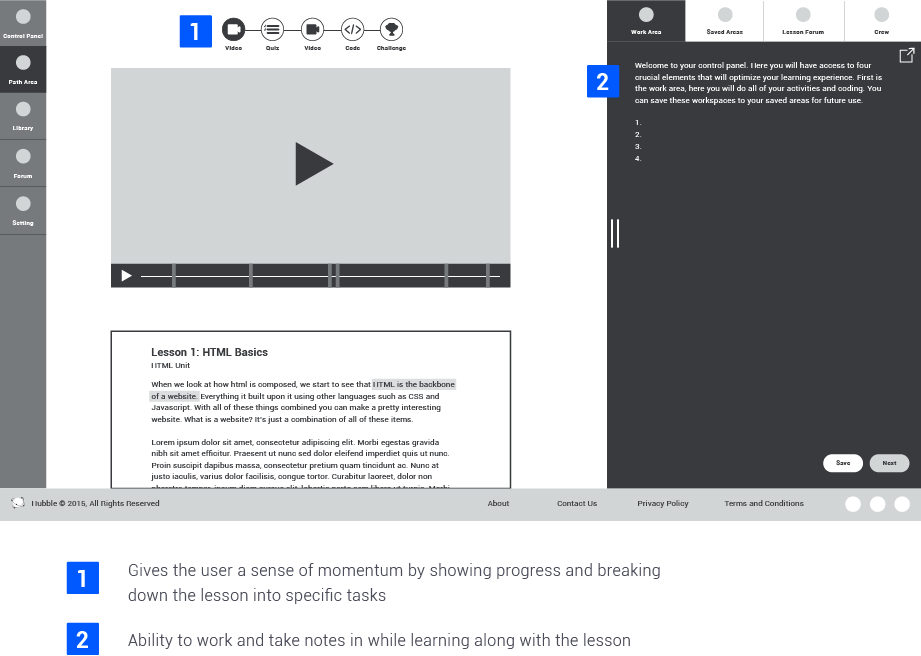 Control Panel
Path Area
Library
Forum
Setting
1
Video
Quiz
Video
Code
Challenge
Lesson 1: HTML Basics
HTML Unit
When we look at how html is composed, we start to see that HTML is the backbone
of a website. Everything it built upon it using other languages such as CSS and
Javascript. With all of these things combined you can make a pretty interesting
website. What is a website? It's just a combination of all of these items.
Lorem ipsum dolor sit amet, consectetur adipiscing elit. Morbi egestas gravida
nibh sit amet efficitur. Praesent ut nunc sed dolor eleifend imperdiet quis ut nunc.
Proin suscipit dapibus massa, consectetur pretium quam tincidunt ac. Nunc at
justo iaculis, varius dolor facilisis, congue tortor. Curabitur laoreet, dolor non
Work Area
Saved Areas
Lesson Forum
Crew
2
Welcome to your control panel. Here you will have access to four
crucial elements that will optimize your learning experience. First is
the work area, here you will do all of your activities and coding. You
can save these workspaces to your saved areas for future use.
1.
2.
3.
4.
Save
Next
Hubble © 2015, All Rights Reserved
About
Contact Us
Privacy Policy
Terms and Conditions
1
Gives the user a sense of momentum by showing progress and breaking
down the lesson into specific tasks
2
Ability to work and take notes in while learning along with the lesson